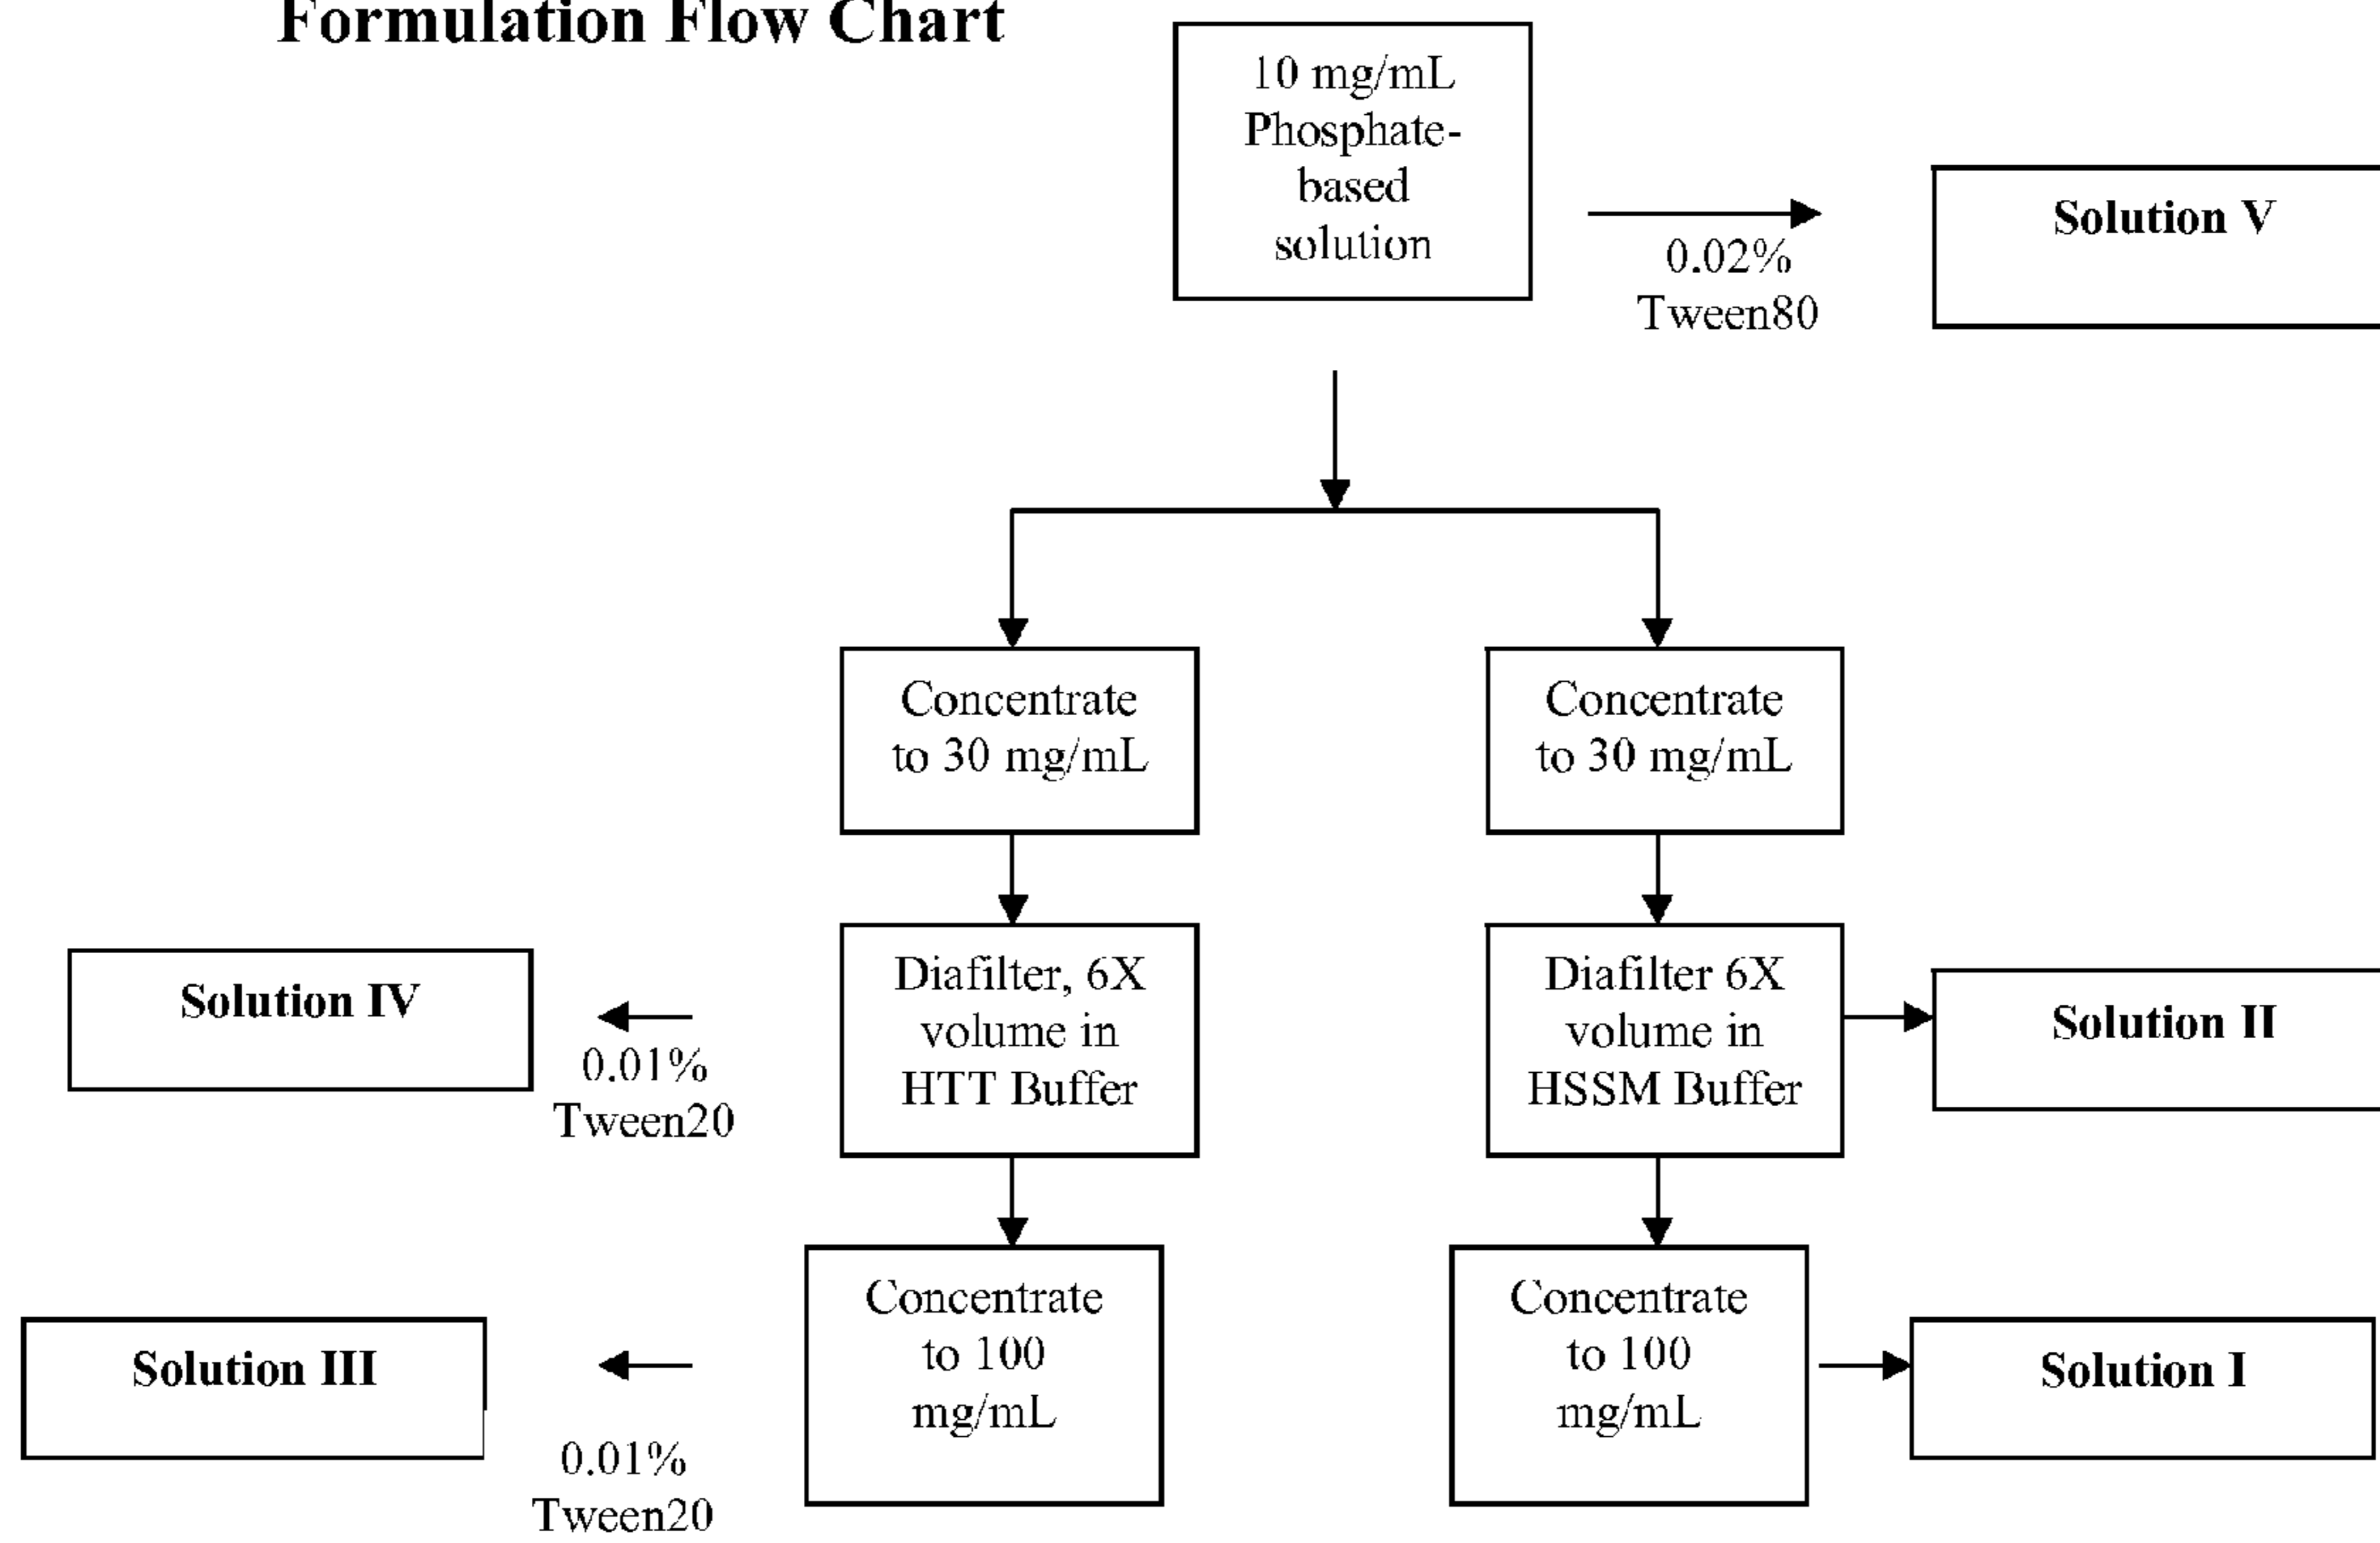 Formulation Flow Chart
10 mg/mL
Phosphate-
based
solution
0.02%
Tween80
Solution V
Concentrate
to 30 mg/mL
Concentrate
to 30 mg/mL
Solution IV
0.01%
Tween20
Diafilter, 6X
volume in
HTT Buffer
Diafilter 6X
volume in
HSSM Buffer
Solution II
Solution III
0.01%
Tween20
Concentrate
to 100
mg/mL
Concentrate
to 100
mg/mL
Solution I